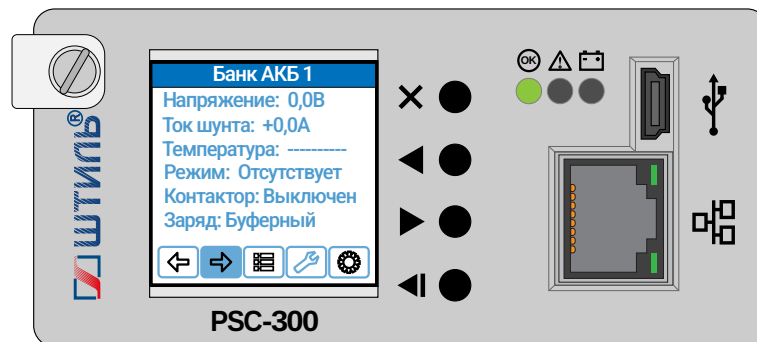 Банк АКБ 1
Напряжение: 0,0В
Ток шунта: +0,0А
Температура: ----------
Режим: Отсутствует
Контактор: Выключен
Заряд: Буферный
PSC-300
OK
ШТИЛЬ®